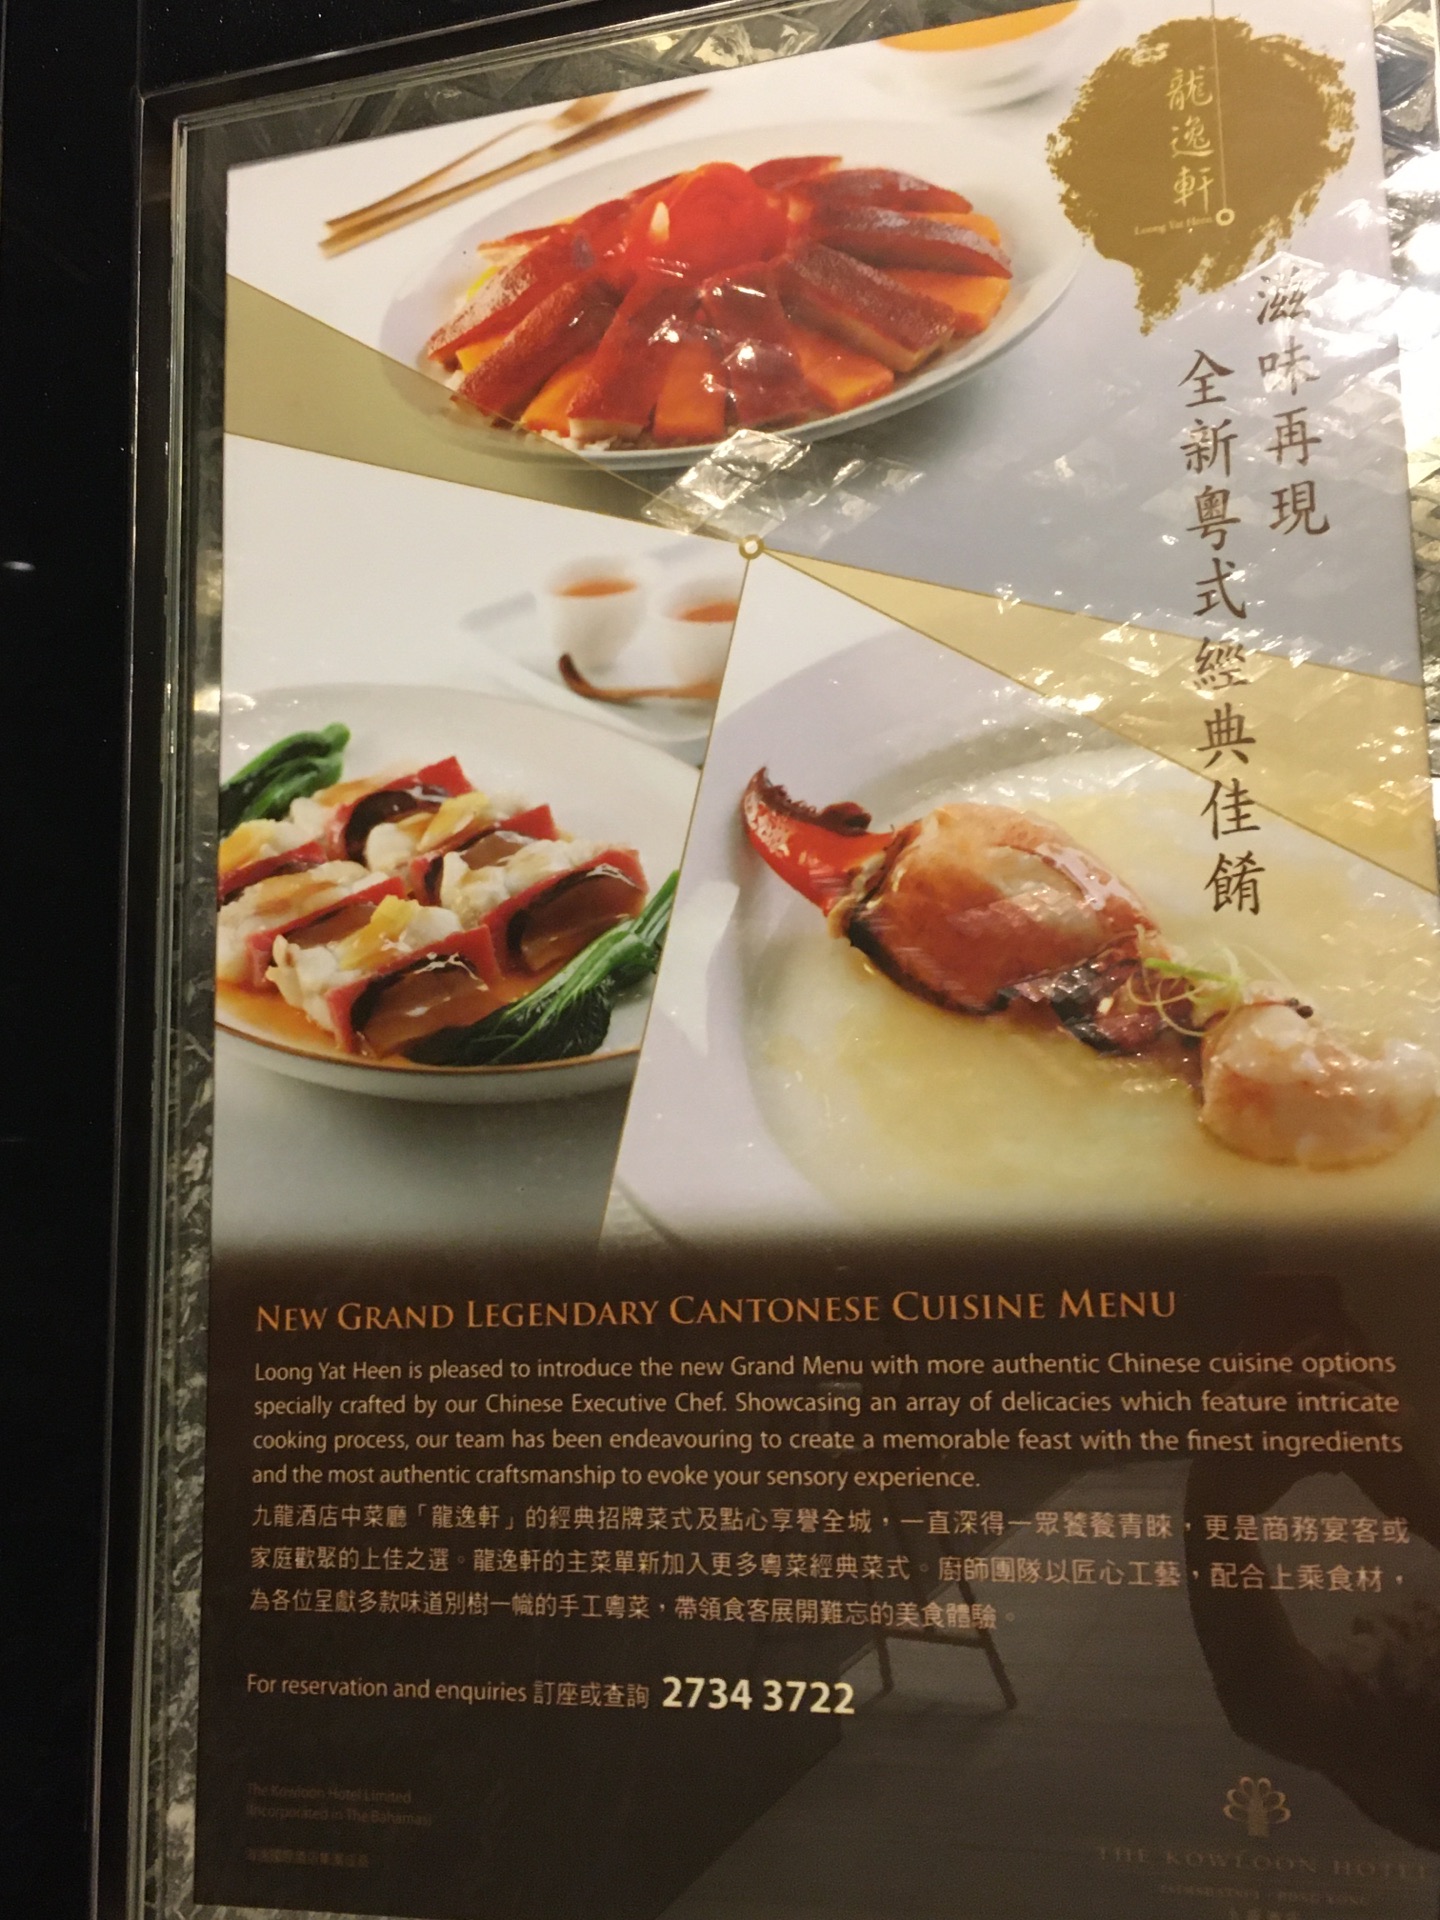 龍逸軒
Loong Yat Heen
滋味再現
全新粵式經典佳餚
NEW GRAND LEGENDARY CANTONESE CUISINE MENU
Loong Yat Heen is pleased to introduce the new Grand Menu with more authentic Chinese cuisine options
specially crafted by our Chinese Executive Chef. Showcasing an array of delicacies which feature intricate
cooking process, our team has been endeavouring to create a memorable feast with the finest ingredients
and the most authentic craftsmanship to evoke your sensory experience.
九龍酒店中菜廳「龍逸軒」的經典招牌菜式及點心享譽全城，一直深得一眾饕餮青睞，更是商務宴客或
家庭歡聚的上佳之選。龍逸軒的主菜單新加入更多粵菜經典菜式。廚師團隊以匠心工藝，配合上乘食材，
為各位呈獻多款味道別樹一幟的手工粵菜，帶領食客展開難忘的美食體驗。
For reservation and enquiries 訂座或查詢 2734 3722
The Kowloon Hotel Limited
(Incorporated in The Bahamas)
THE KOWLOON HOTEL
TSIMSHATSUI · HONG KONG